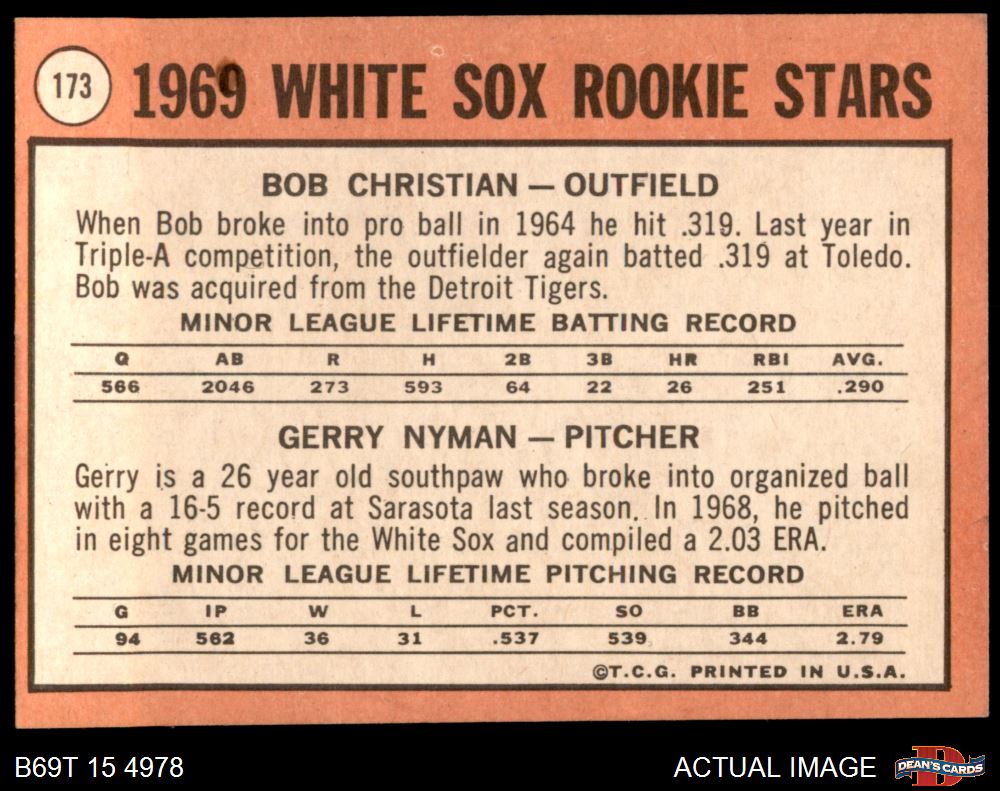 173
1969 WHITE SOX ROOKIE STARS
BOB CHRISTIAN — OUTFIELD
When Bob broke into pro ball in 1964 he hit .319. Last year in
Triple-A competition, the outfielder again batted .319 at Toledo.
Bob was acquired from the Detroit Tigers.
MINOR LEAGUE LIFETIME BATTING RECORD
G AB R H 2B 3B HR RBI AVG.
566 2046 273 593 64 22 26 251 .290
GERRY NYMAN — PITCHER
Gerry is a 26 year old southpaw who broke into organized ball
with a 16-5 record at Sarasota last season. In 1968, he pitched
in eight games for the White Sox and compiled a 2.03 ERA.
MINOR LEAGUE LIFETIME PITCHING RECORD
G IP W L PCT. SO BB ERA
94 562 36 31 .537 539 344 2.79
©T.C.G. PRINTED IN U.S.A.
B69T 15 4978
ACTUAL IMAGE
DEAN'S CARDS